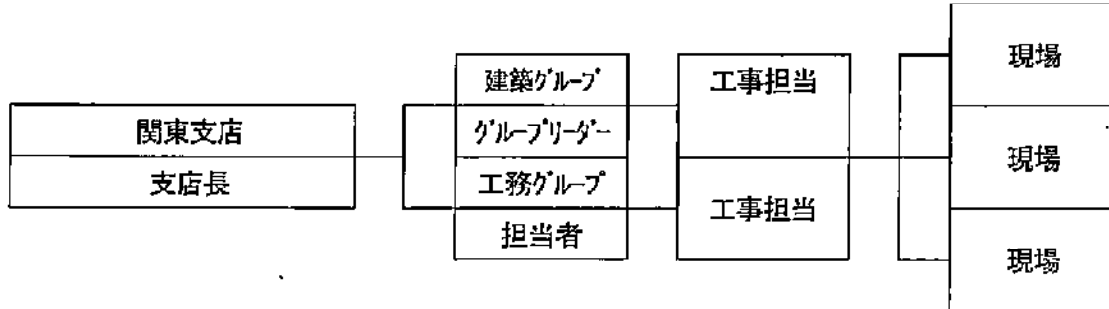 関東支店
支店長
建築グループ
グループリーダー
工務グループ
担当者
工事担当
工事担当
現場
現場
現場